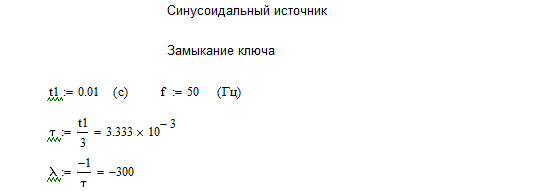 Синусоидальный источник
Замыкание ключа
t1 := 0.01 (с) f := 50 (Гц)
τ := t1/3 = 3.333 × 10^-3
λ := -1/τ = -300